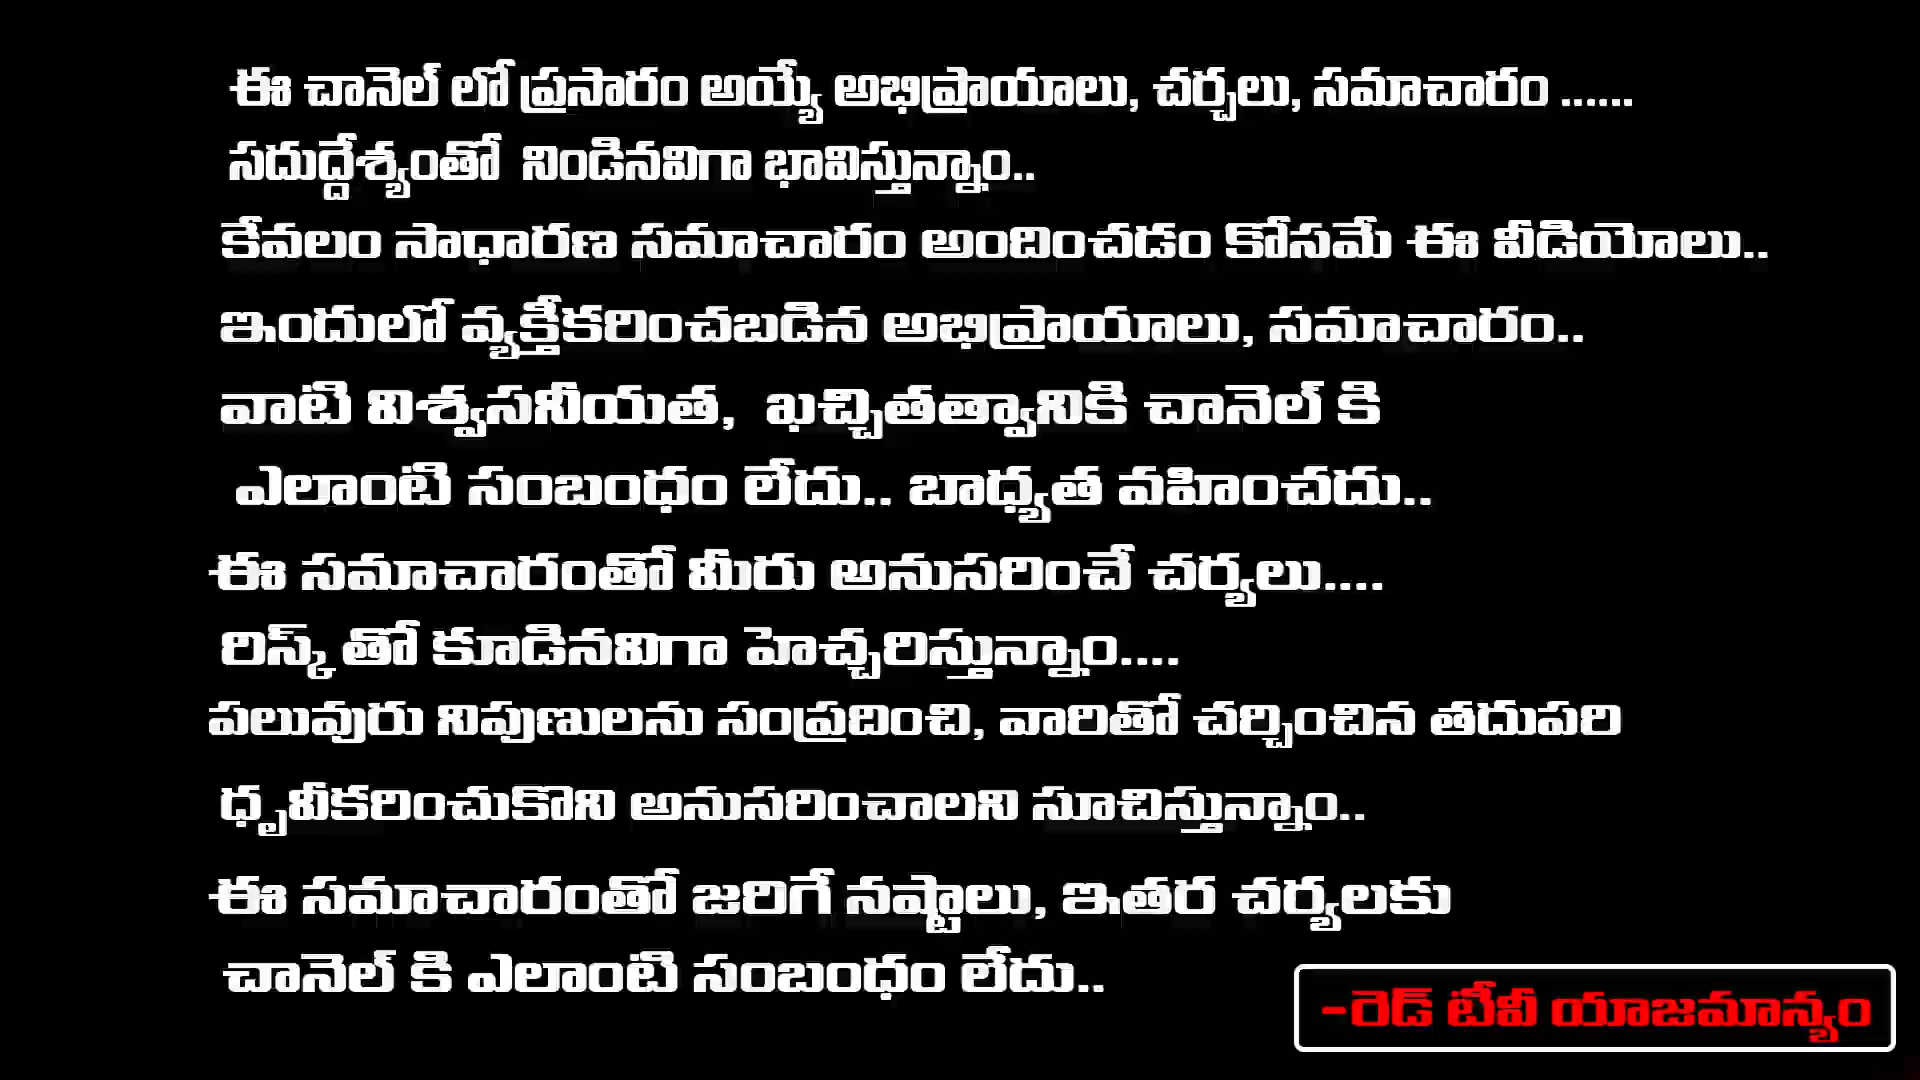 ఈ చానెల్ లో ప్రసారం అయ్యే అభిప్రాయాలు, చర్చలు, సమాచారం ......
సదుద్దేశ్యంతో నిండినవిగా భావిస్తున్నాం..
కేవలం సాధారణ సమాచారం అందించడం కోసమే ఈ వీడియోలు..
ఇందులో వ్యక్తీకరించబడిన అభిప్రాయాలు, సమాచారం..
వాటి విశ్వసనీయత, ఖచ్చితత్వానికి చానెల్ కి
ఎలాంటి సంబంధం లేదు.. బాధ్యత వహించదు..
ఈ సమాచారంతో మీరు అనుసరించే చర్యలు....
రిస్క్ తో కూడినవిగా హెచ్చరిస్తున్నాం....
పలువురు నిపుణులను సంప్రదించి, వారితో చర్చించిన తదుపరి
ధృవీకరించుకొని అనుసరించాలని సూచిస్తున్నాం..
ఈ సమాచారంతో జరిగే నష్టాలు, ఇతర చర్యలకు
చానెల్ కి ఎలాంటి సంబంధం లేదు..
-రెడ్ టీవీ యాజమాన్యం